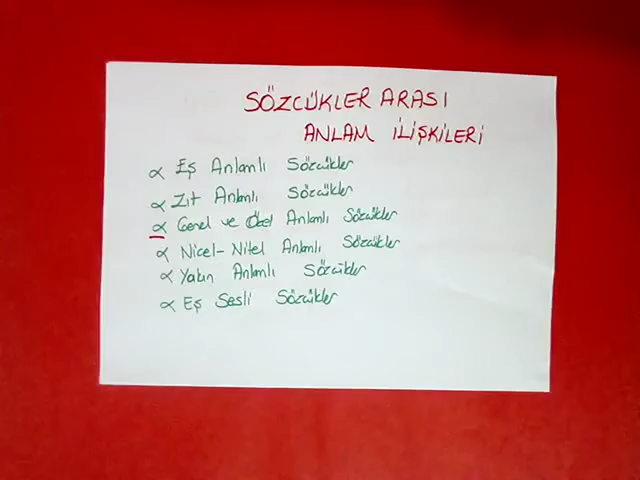 SÖZCÜKLER ARASI
ANLAM İLİŞKİLERİ
α Eş Anlamlı Sözcükler
α Zıt Anlamlı Sözcükler
α Genel ve Özel Anlamlı Sözcükler
α Nicel-Nitel Anlamlı Sözcükler
α Yakın Anlamlı Sözcükler
α Eş Sesli Sözcükler